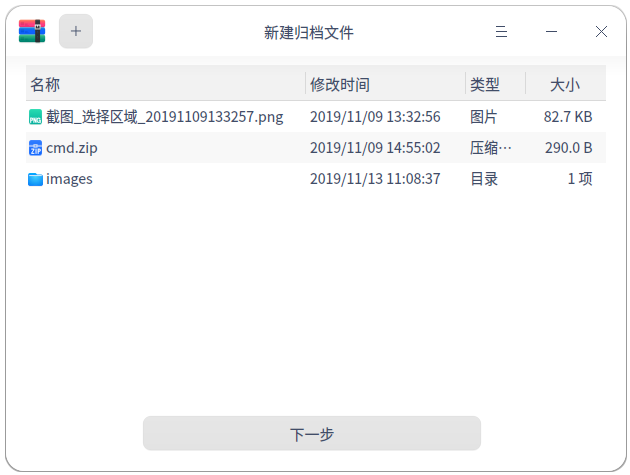 新建归档文件
名称 修改时间 类型 大小
截图_选择区域_20191109133257.png 2019/11/09 13:32:56 图片 82.7 KB
cmd.zip 2019/11/09 14:55:02 压缩… 290.0 B
images 2019/11/13 11:08:37 目录 1 项
下一步